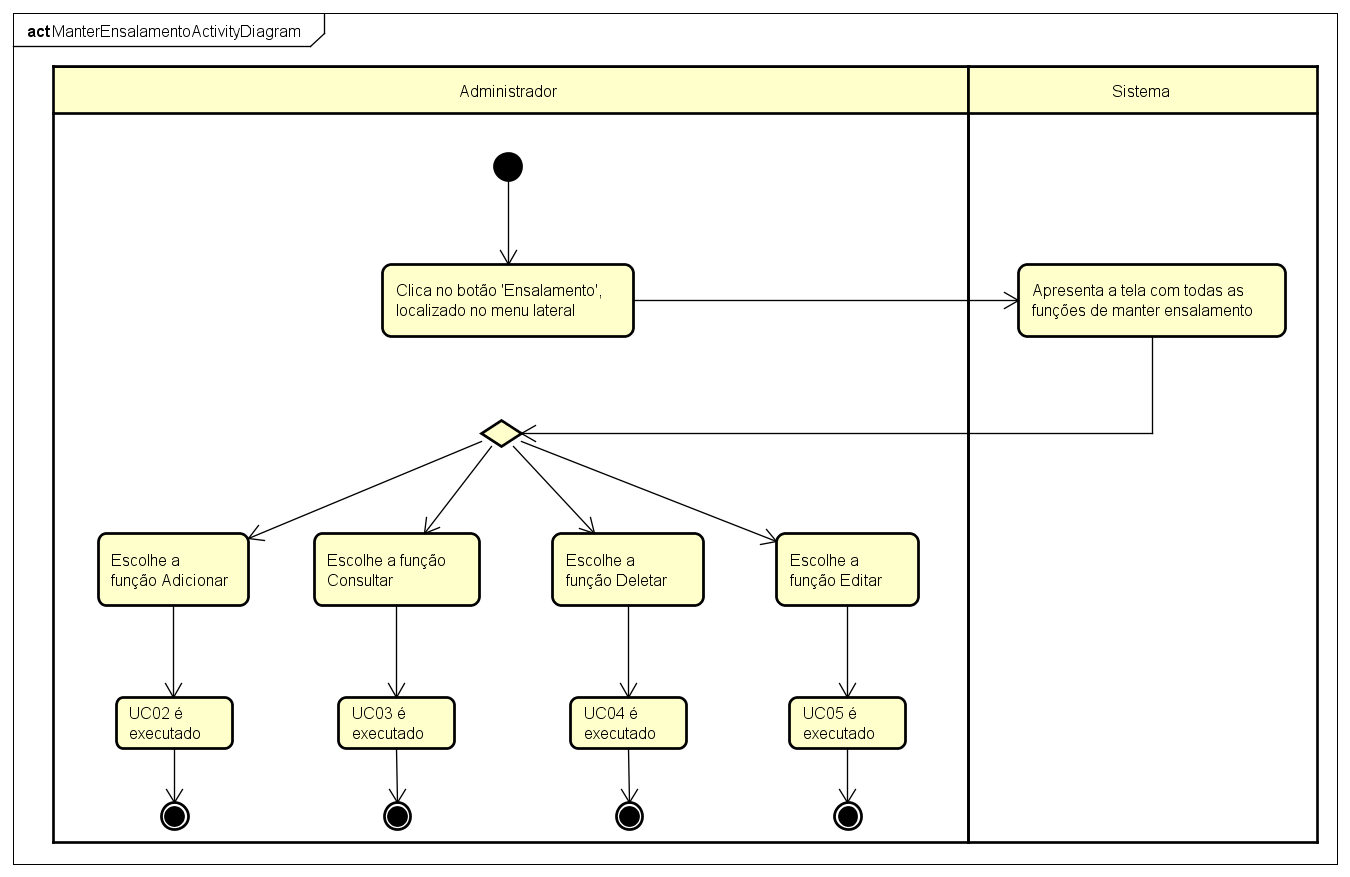 act ManterEnsalamentoActivityDiagram
Administrador
Sistema
Clica no botão 'Ensalamento',
localizado no menu lateral
Apresenta a tela com todas as
funções de manter ensalamento
Escolhe a
função Adicionar
Escolhe a função
Consultar
Escolhe a
função Deletar
Escolhe a
função Editar
UC02 é
executado
UC03 é
executado
UC04 é
executado
UC05 é
executado